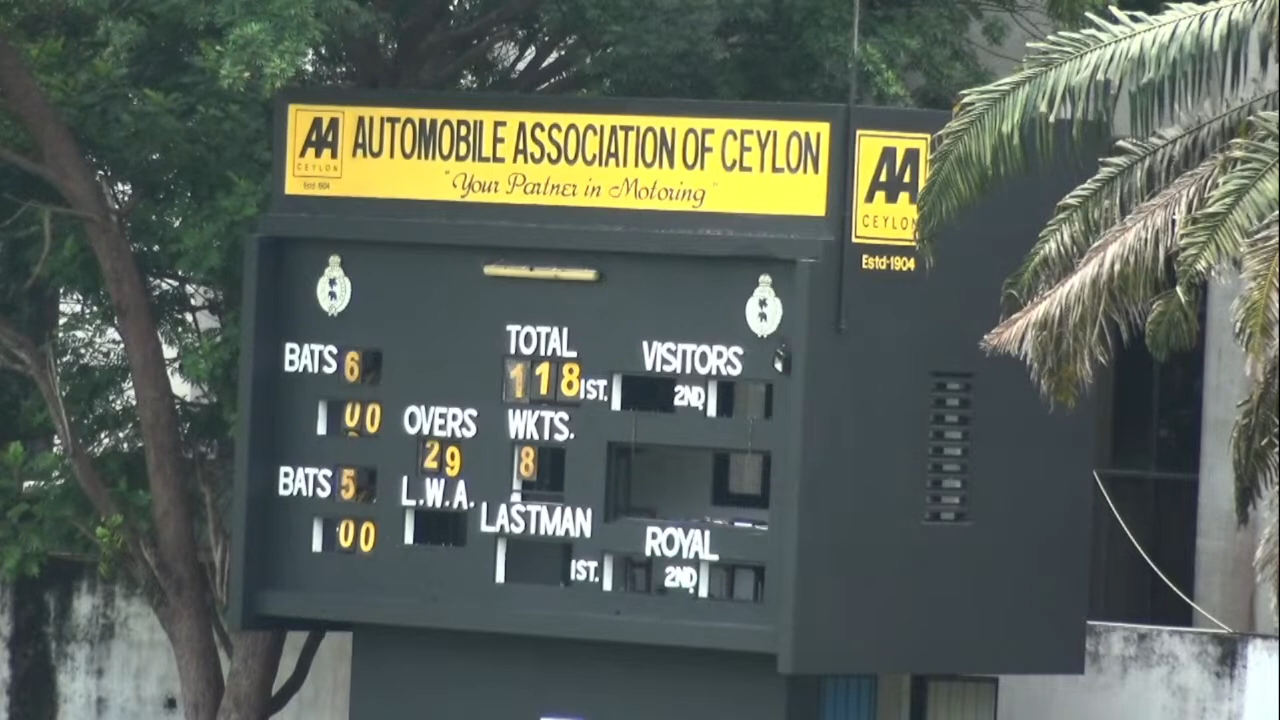 AA AUTOMOBILE ASSOCIATION OF CEYLON
CEYLON
Estd 1904
"Your Partner in Motoring"
AA
CEYLON
Estd-1904
TOTAL
BATS 6
118
VISITORS
1ST. 2ND
00
OVERS
WKTS.
29
8
BATS 5
L.W.A.
LASTMAN
00
ROYAL
1ST. 2ND